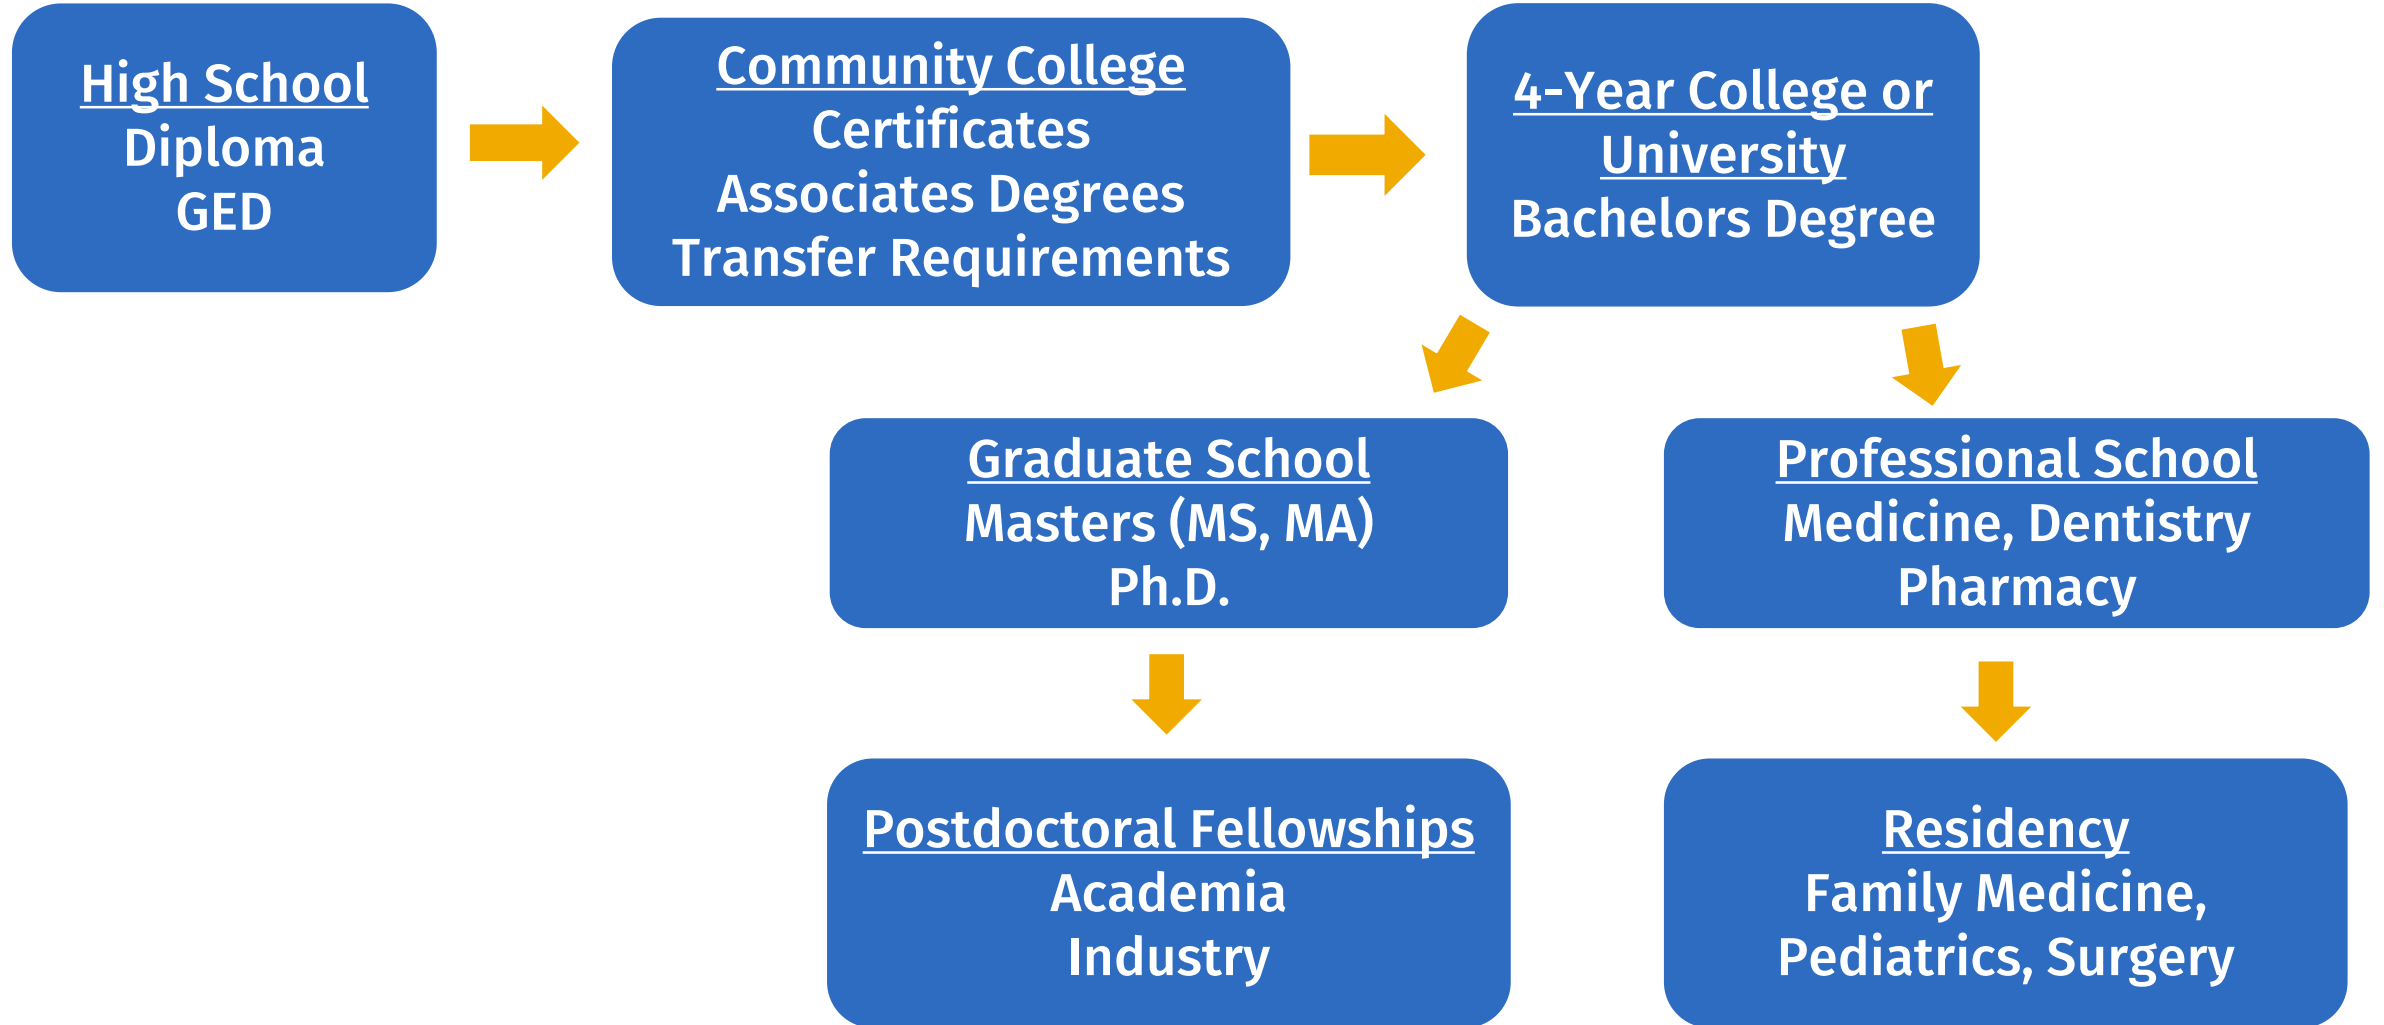 High School
Diploma
GED
Community College
Certificates
Associates Degrees
Transfer Requirements
4-Year College or
University
Bachelors Degree
Graduate School
Masters (MS, MA)
Ph.D.
Professional School
Medicine, Dentistry
Pharmacy
Postdoctoral Fellowships
Academia
Industry
Residency
Family Medicine,
Pediatrics, Surgery